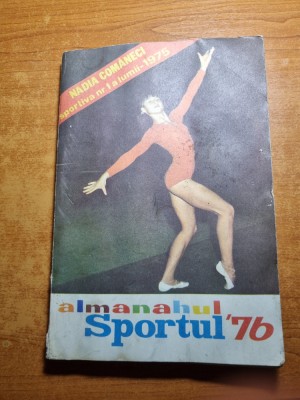 NADIA COMANECI
sportiva nr. 1 a lumii-1975
almanahul
Sportul '76